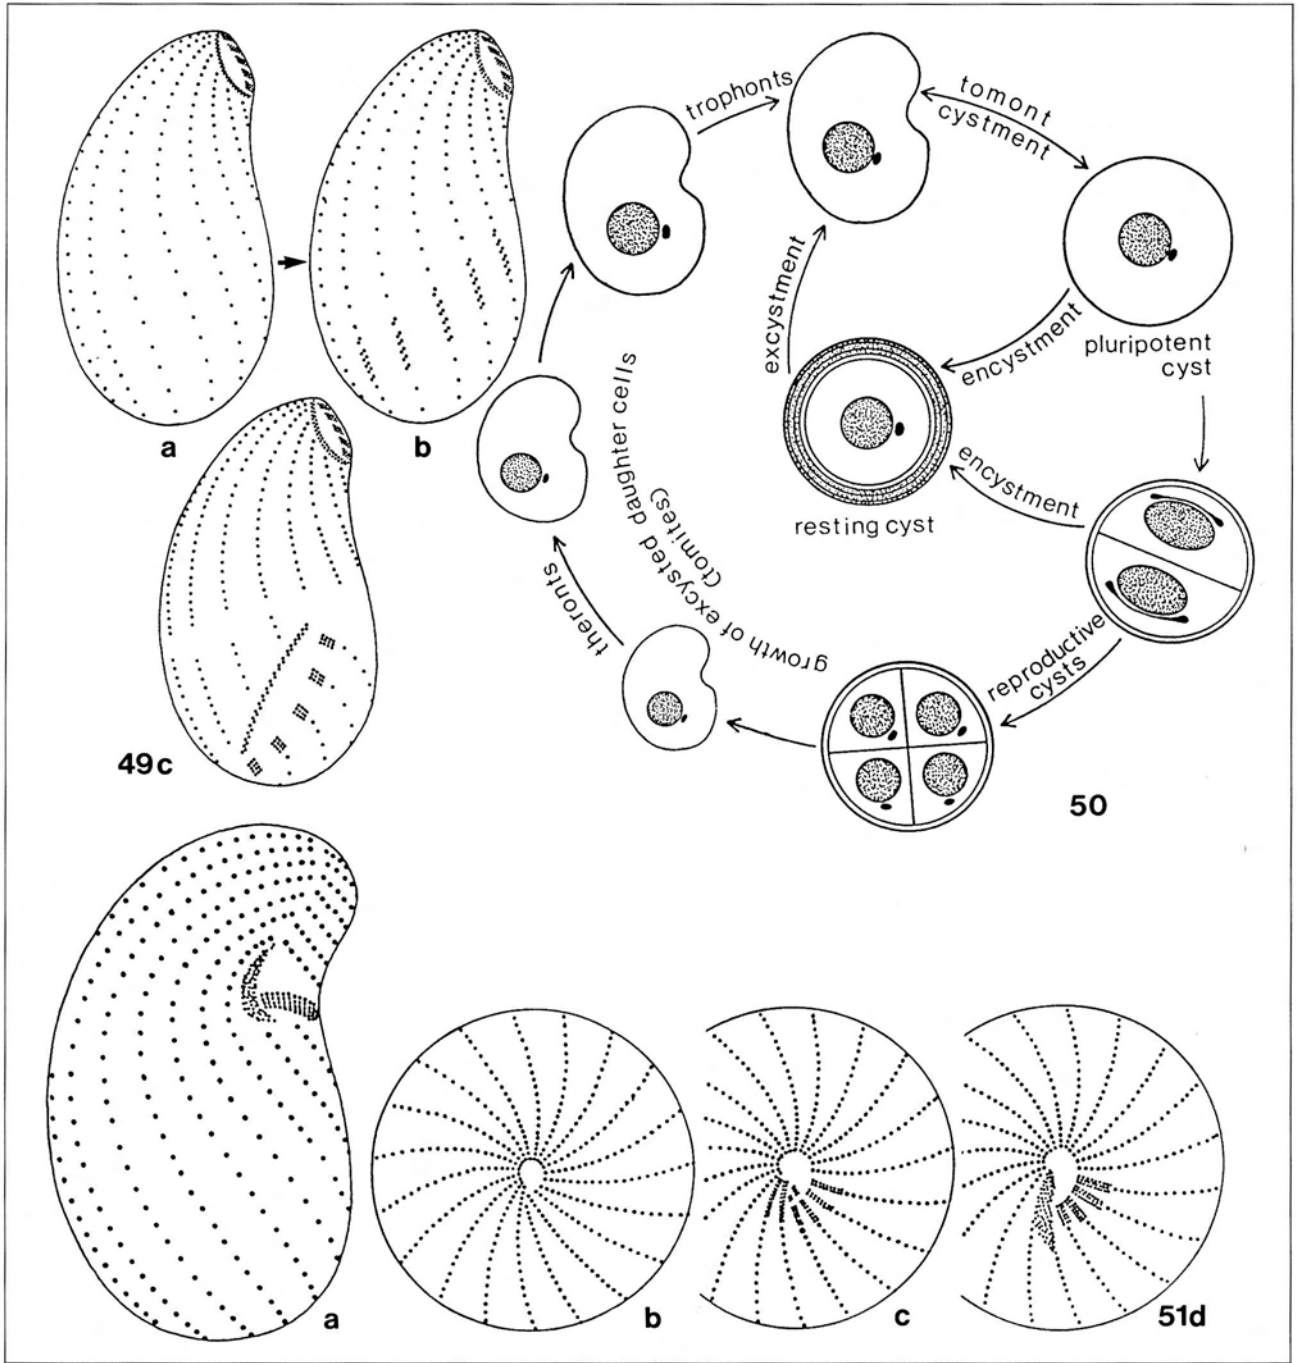 a
b
49c
trophonts
tomont
cystment
pluripotent
cyst
encystment
excystment
resting cyst
encystment
reproductive
cysts
growth of excysted daughter cells
(tomites)
theronts
50
a
b
c
51d